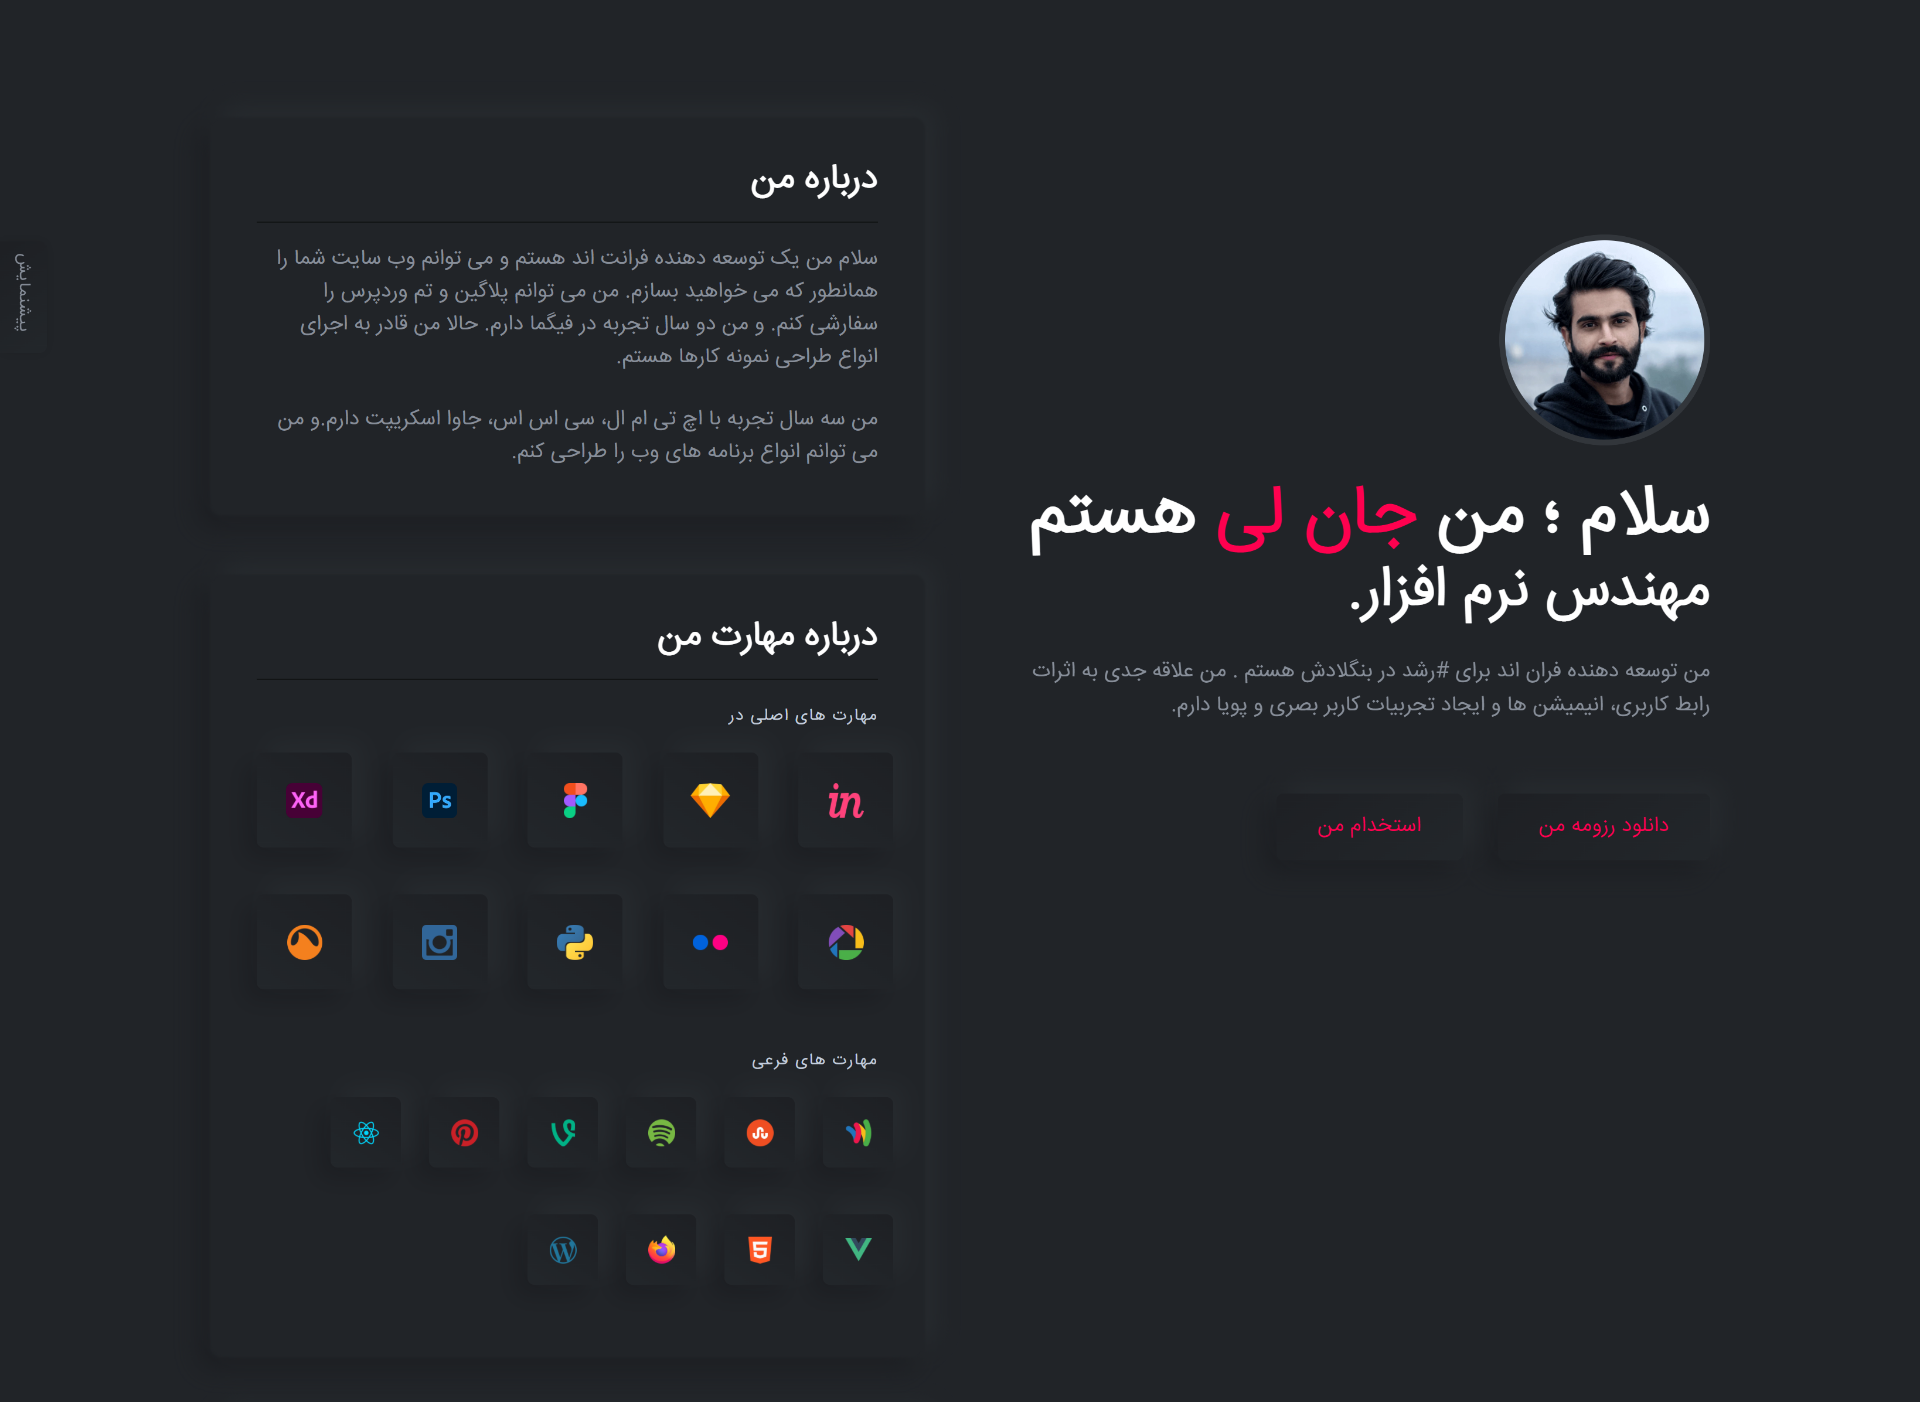 سلام ؛ من جان لی هستم
مهندس نرم افزار.
من توسعه دهنده فران اند برای #رشد در بنگلادش هستم . من علاقه جدی به اثرات
رابط کاربری، انیمیشن ها و ایجاد تجربیات کاربر بصری و پویا دارم.
دانلود رزومه من
استخدام من
درباره من
سلام من یک توسعه دهنده فرانت اند هستم و می توانم وب سایت شما را
همانطور که می خواهید بسازم. من می توانم پلاگین و تم وردپرس را
سفارشی کنم. و من دو سال تجربه در فیگما دارم. حالا من قادر به اجرای
انواع طراحی نمونه کارها هستم.
من سه سال تجربه با اچ تی ام ال، سی اس اس، جاوا اسکریپت دارم.و من
می توانم انواع برنامه های وب را طراحی کنم.
درباره مهارت من
مهارت های اصلی در
in
Ps
Xd
مهارت های فرعی
پیشنمایش